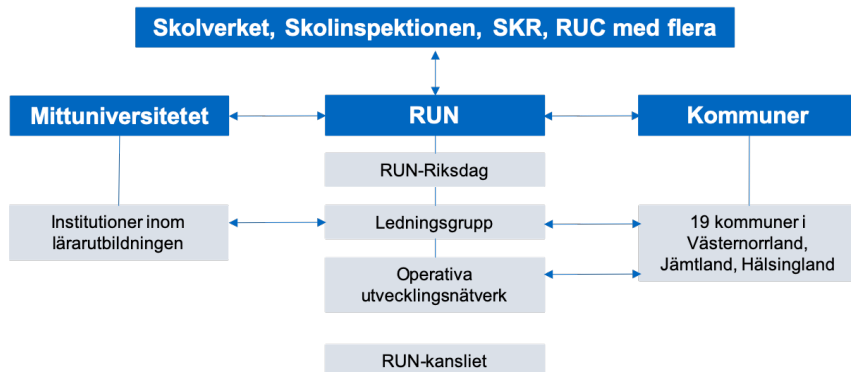 Skolverket, Skolinspektionen, SKR, RUC med flera
Mittuniversitetet
RUN
Kommuner
RUN-Riksdag
Institutioner inom
lärarutbildningen
Ledningsgrupp
19 kommuner i
Västernorrland,
Jämtland, Hälsingland
Operativa
utvecklingsnätverk
RUN-kansliet